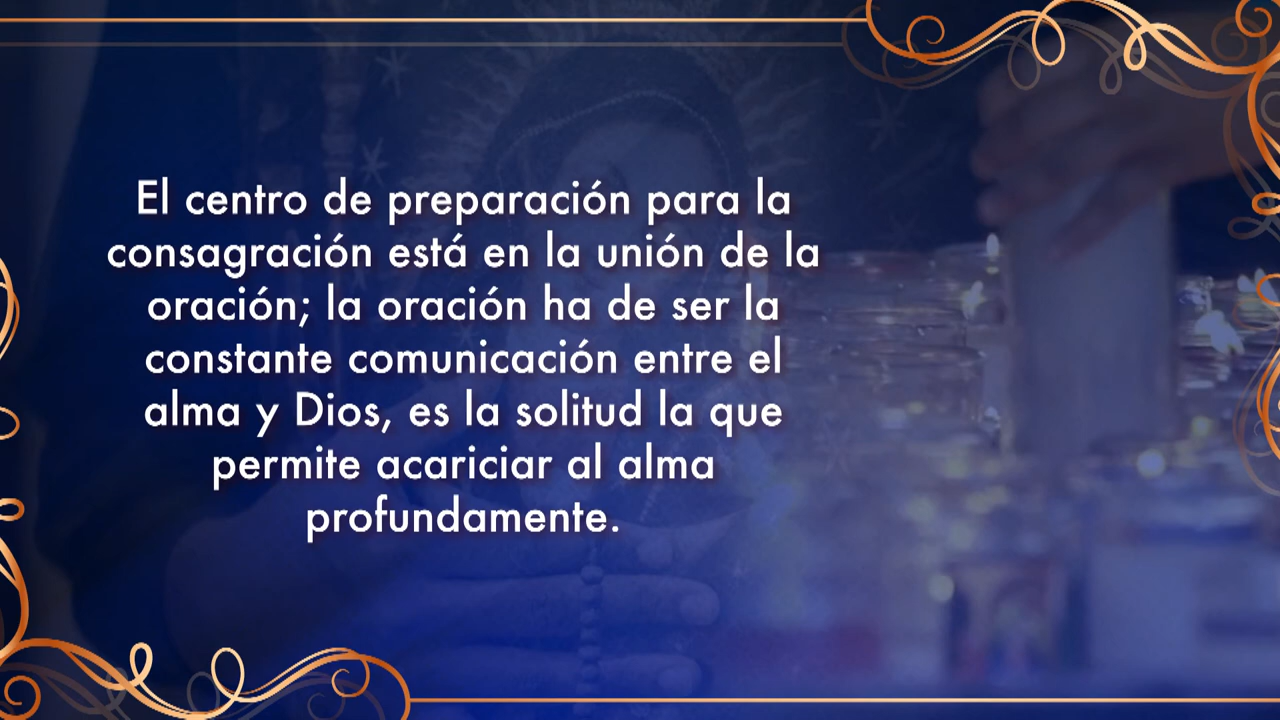 El centro de preparación para la
consagración está en la unión de la
oración; la oración ha de ser la
constante comunicación entre el
alma y Dios, es la solitud la que
permite acariciar al alma
profundamente.